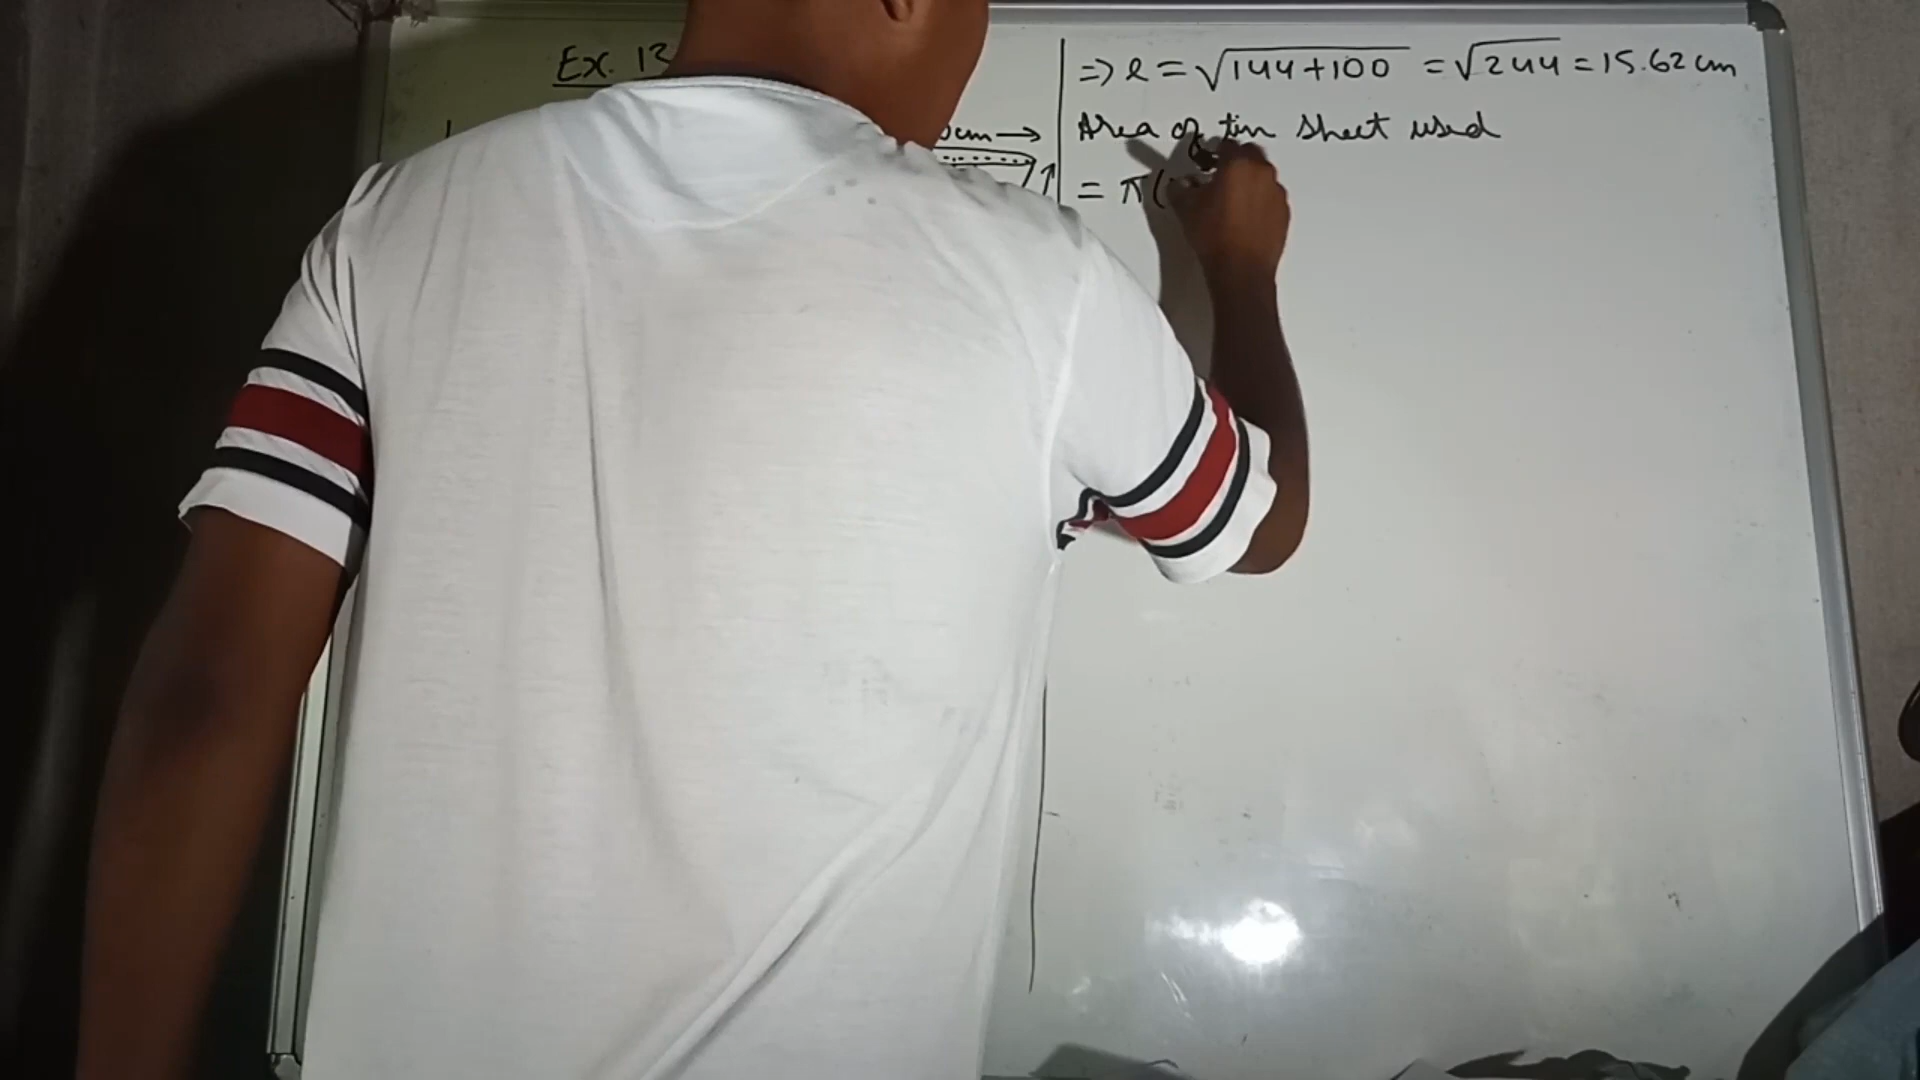 Ex. 13
cm →
⇒ l = √144+100 = √244 = 15.62 cm
Area of tin sheet used
= π(